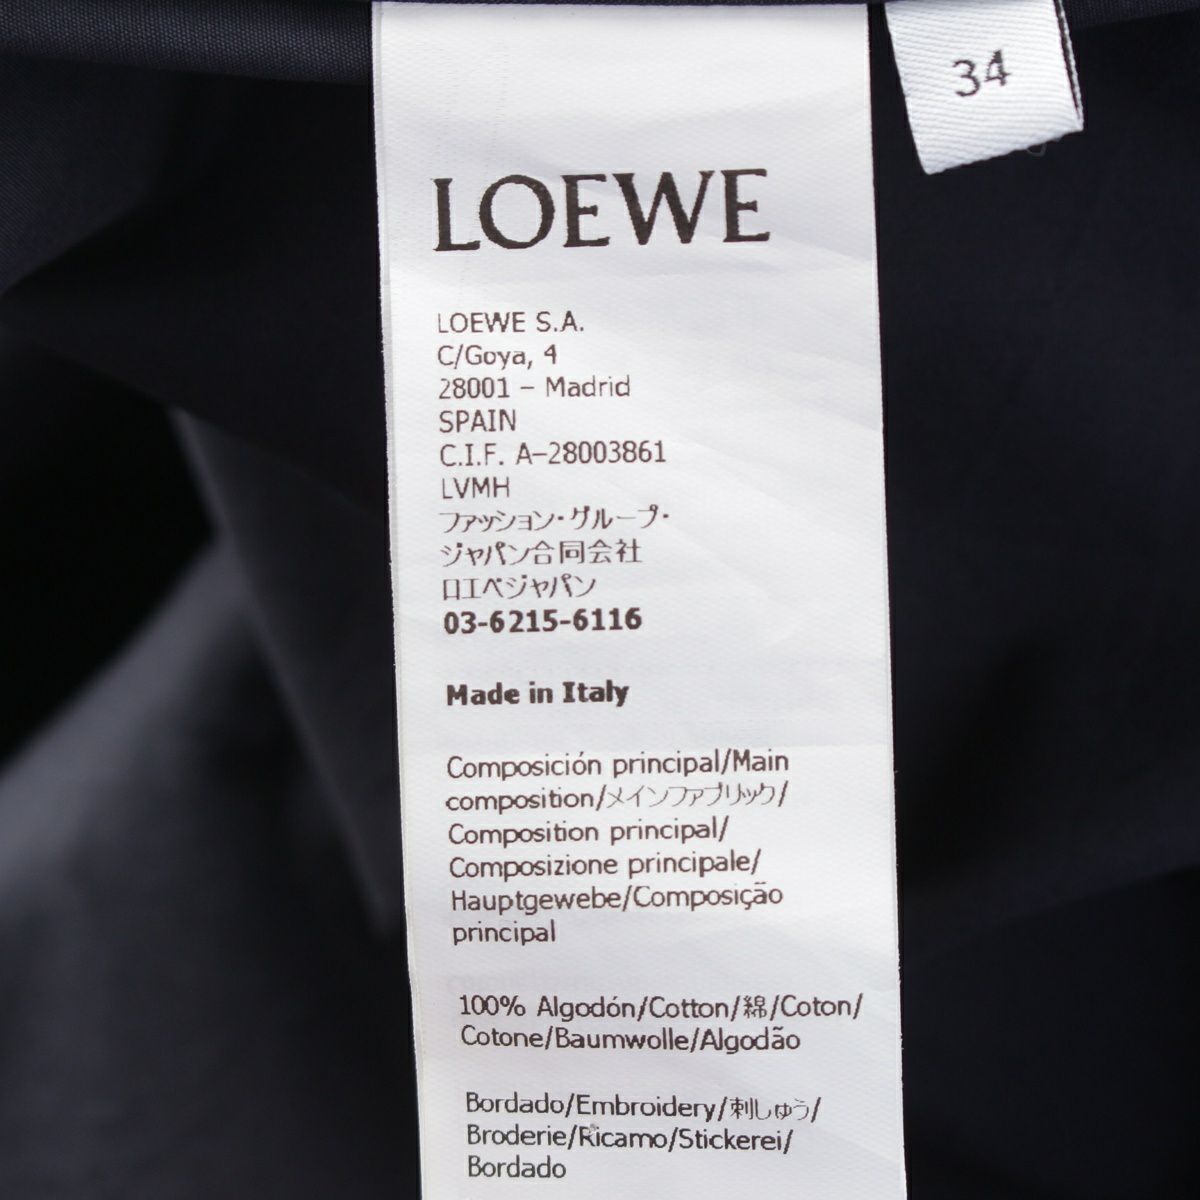 34
LOEWE
LOEWE S.A.
C/Goya, 4
28001 – Madrid
SPAIN
C.I.F. A-28003861
LVMH
ファッション・グループ・
ジャパン合同会社
ロエベジャパン
03-6215-6116
Made in Italy
Composición principal/Main
composition/メインファブリック/
Composition principal/
Composizione principale/
Hauptgewebe/Composição
principal
100% Algodón/Cotton/綿/Coton/
Cotone/Baumwolle/Algodão
Bordado/Embroidery/刺しゅう/
Broderie/Ricamo/Stickerei/
Bordado